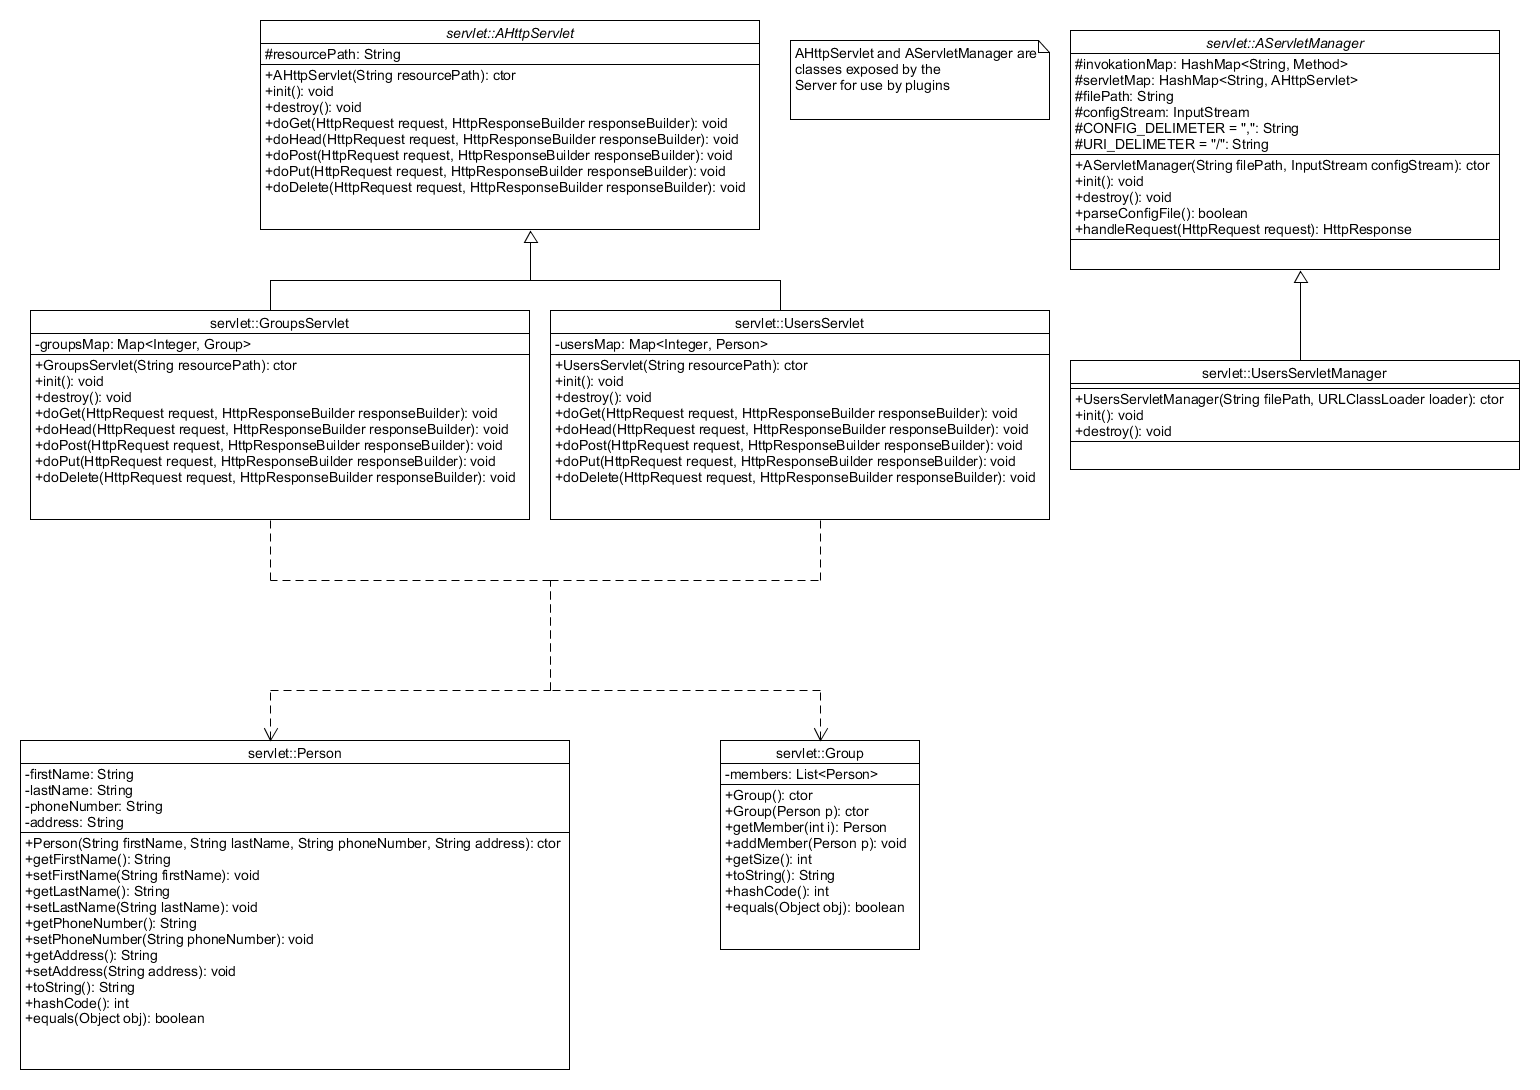 servlet::AHttpServlet
#resourcePath: String
+AHttpServlet(String resourcePath): ctor
+init(): void
+destroy(): void
+doGet(HttpRequest request, HttpResponseBuilder responseBuilder): void
+doHead(HttpRequest request, HttpResponseBuilder responseBuilder): void
+doPost(HttpRequest request, HttpResponseBuilder responseBuilder): void
+doPut(HttpRequest request, HttpResponseBuilder responseBuilder): void
+doDelete(HttpRequest request, HttpResponseBuilder responseBuilder): void
AHttpServlet and AServletManager are
classes exposed by the
Server for use by plugins
servlet::AServletManager
#invokationMap: HashMap<String, Method>
#servletMap: HashMap<String, AHttpServlet>
#filePath: String
#configStream: InputStream
#CONFIG_DELIMETER = ",": String
#URI_DELIMETER = "/": String
+AServletManager(String filePath, InputStream configStream): ctor
+init(): void
+destroy(): void
+parseConfigFile(): boolean
+handleRequest(HttpRequest request): HttpResponse
servlet::GroupsServlet
-groupsMap: Map<Integer, Group>
+GroupsServlet(String resourcePath): ctor
+init(): void
+destroy(): void
+doGet(HttpRequest request, HttpResponseBuilder responseBuilder): void
+doHead(HttpRequest request, HttpResponseBuilder responseBuilder): void
+doPost(HttpRequest request, HttpResponseBuilder responseBuilder): void
+doPut(HttpRequest request, HttpResponseBuilder responseBuilder): void
+doDelete(HttpRequest request, HttpResponseBuilder responseBuilder): void
servlet::UsersServlet
-usersMap: Map<Integer, Person>
+UsersServlet(String resourcePath): ctor
+init(): void
+destroy(): void
+doGet(HttpRequest request, HttpResponseBuilder responseBuilder): void
+doHead(HttpRequest request, HttpResponseBuilder responseBuilder): void
+doPost(HttpRequest request, HttpResponseBuilder responseBuilder): void
+doPut(HttpRequest request, HttpResponseBuilder responseBuilder): void
+doDelete(HttpRequest request, HttpResponseBuilder responseBuilder): void
servlet::UsersServletManager
+UsersServletManager(String filePath, URLClassLoader loader): ctor
+init(): void
+destroy(): void
servlet::Person
-firstName: String
-lastName: String
-phoneNumber: String
-address: String
+Person(String firstName, String lastName, String phoneNumber, String address): ctor
+getFirstName(): String
+setFirstName(String firstName): void
+getLastName(): String
+setLastName(String lastName): void
+getPhoneNumber(): String
+setPhoneNumber(String phoneNumber): void
+getAddress(): String
+setAddress(String address): void
+toString(): String
+hashCode(): int
+equals(Object obj): boolean
servlet::Group
-members: List<Person>
+Group(): ctor
+Group(Person p): ctor
+getMember(int i): Person
+addMember(Person p): void
+getSize(): int
+toString(): String
+hashCode(): int
+equals(Object obj): boolean